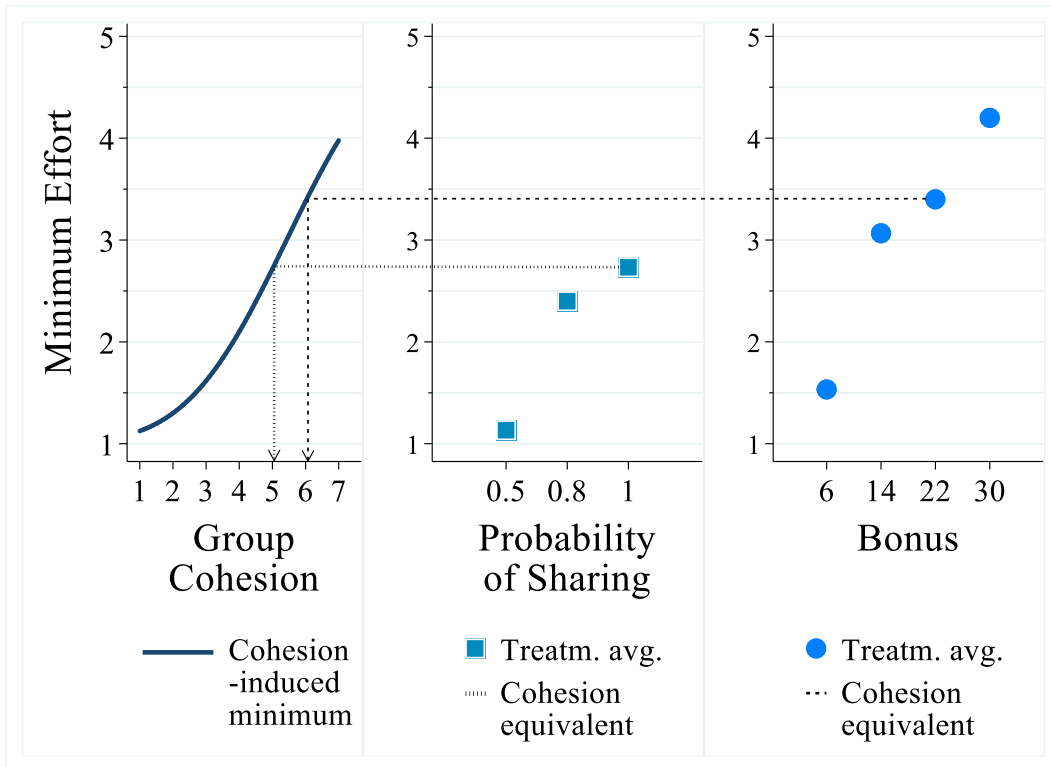 Minimum Effort
5
4
3
2
1
1 2 3 4 5 6 7
Group
Cohesion
Cohesion
-induced
minimum
5
4
3
2
1
0.5 0.8 1
Probability
of Sharing
Treatm. avg.
Cohesion
equivalent
5
4
3
2
1
6 14 22 30
Bonus
Treatm. avg.
Cohesion
equivalent